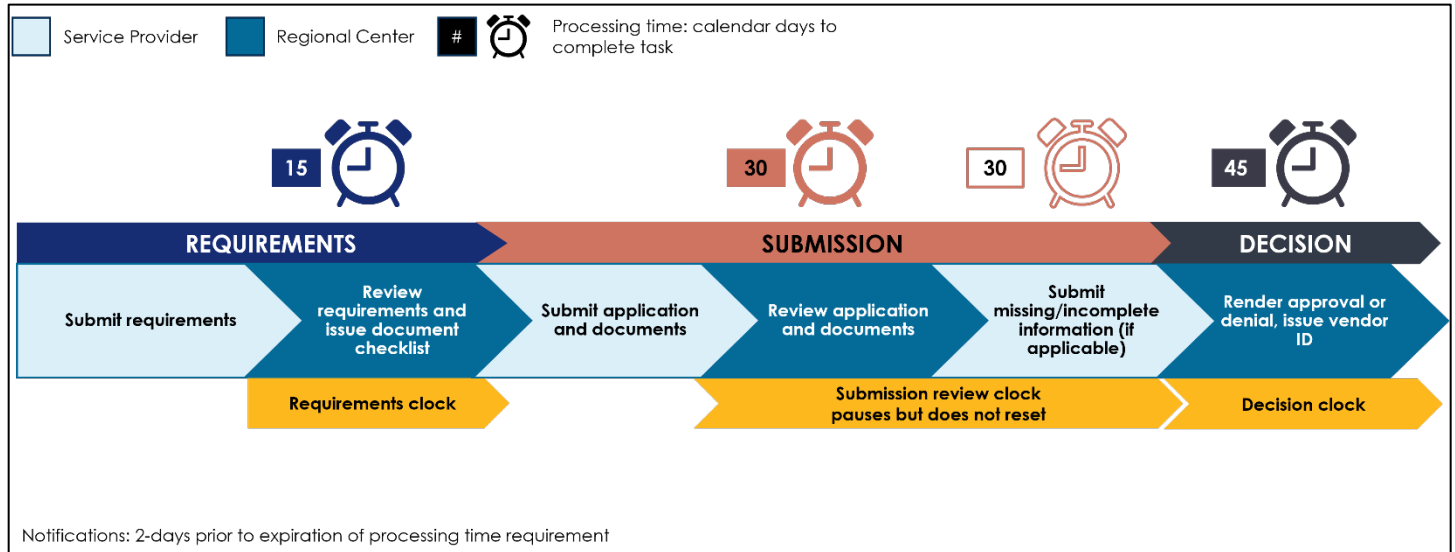 Service Provider
Regional Center
#
Processing time: calendar days to
complete task
15
30
30
45
REQUIREMENTS
SUBMISSION
DECISION
Submit requirements
Review
requirements and
issue document
checklist
Submit application
and documents
Review application
and documents
Submit
missing/incomplete
information (if
applicable)
Render approval or
denial, issue vendor
ID
Requirements clock
Submission review clock
pauses but does not reset
Decision clock
Notifications: 2-days prior to expiration of processing time requirement